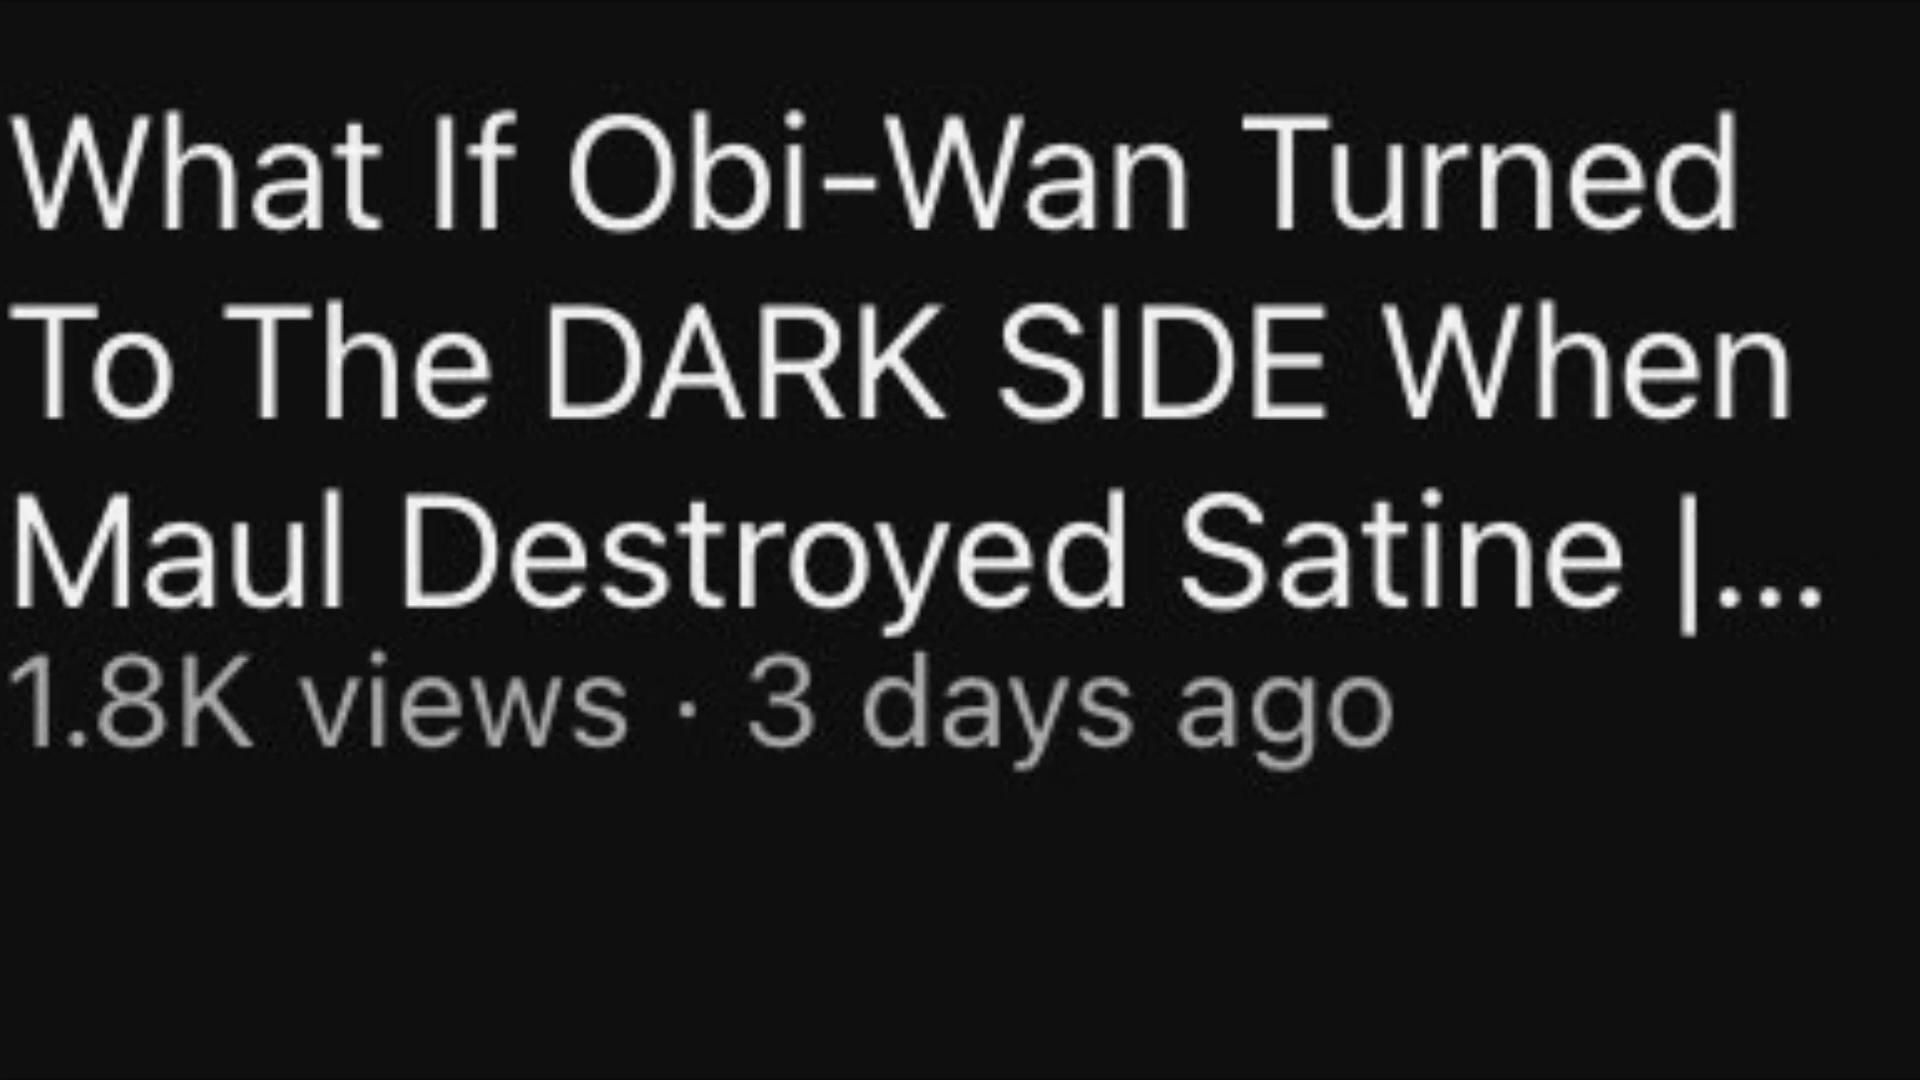 What If Obi-Wan Turned
To The DARK SIDE When
Maul Destroyed Satine |...
1.8K views · 3 days ago